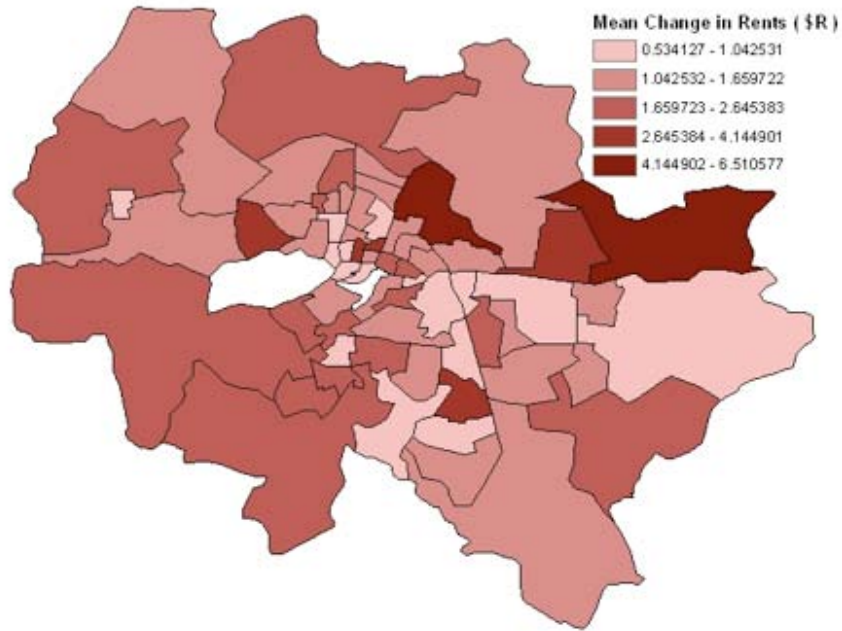 Mean Change in Rents ( $R )
0.534127 - 1.042531
1.042532 - 1.659722
1.659723 - 2.645383
2.645384 - 4.144901
4.144902 - 6.510577